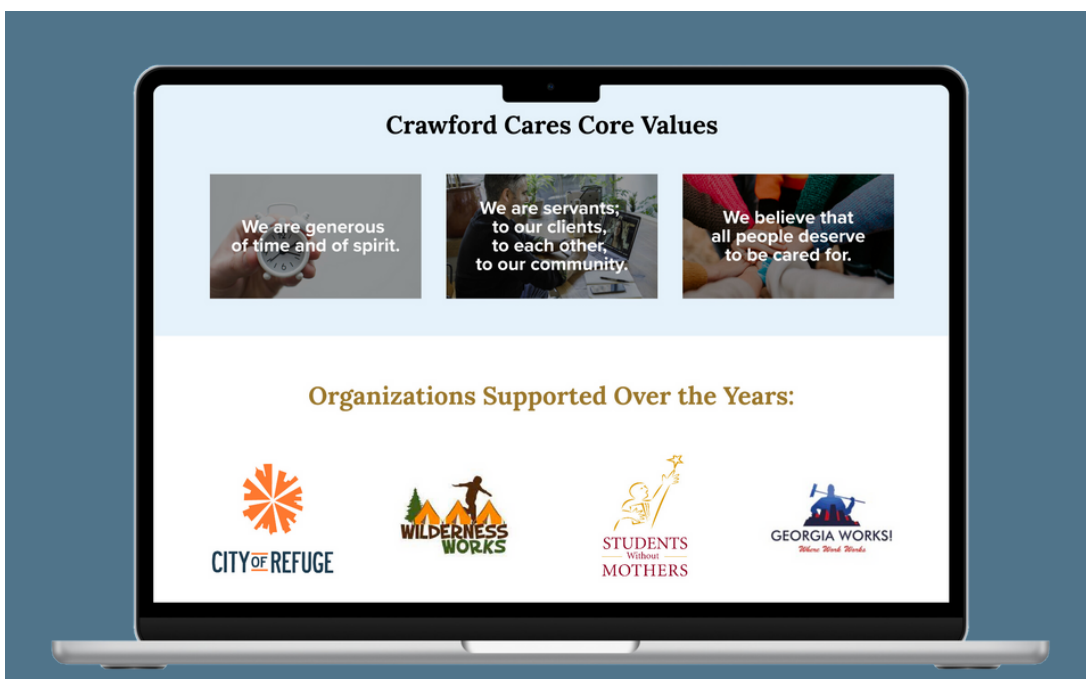 Crawford Cares Core Values
We are generous
of time and of spirit.
We are servants;
to our clients,
to each other,
to our community.
We believe that
all people deserve
to be cared for.
Organizations Supported Over the Years:
CITY OF REFUGE
WILDERNESS
WORKS
STUDENTS
Without
MOTHERS
GEORGIA WORKS!
Where Work Works